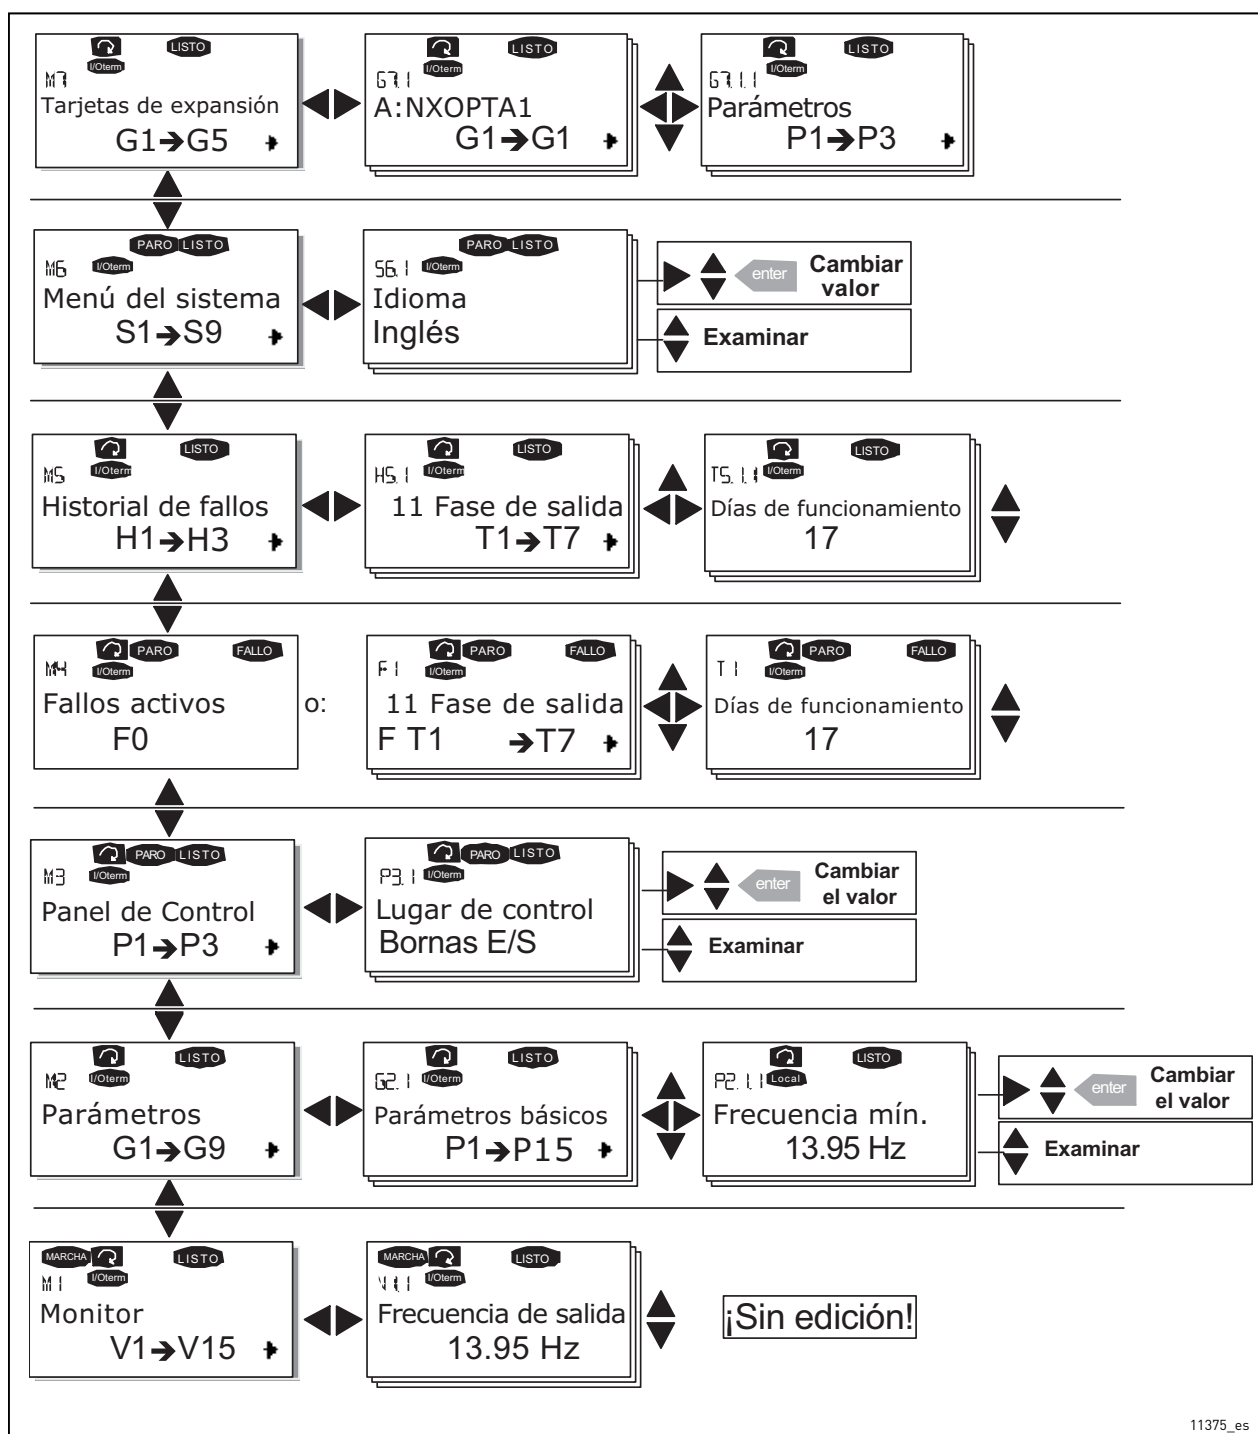 LISTO
I/Oterm
M7
Tarjetas de expansión
G1➔G5
LISTO
I/Oterm
G7.1
A:NXOPTA1
G1➔G1
LISTO
I/Oterm
G7.1.1
Parámetros
P1➔P3
PARO LISTO
M6 I/Oterm
Menú del sistema
S1➔S9
PARO LISTO
S6.1 I/Oterm
Idioma
Inglés
enter
Cambiar
valor
Examinar
LISTO
M5 I/Oterm
Historial de fallos
H1➔H3
LISTO
H5.1 I/Oterm
11 Fase de salida
T1➔T7
LISTO
T5.1.1 I/Oterm
Días de funcionamiento
17
PARO FALLO
M4 I/Oterm
Fallos activos
F0
o:
PARO FALLO
F1 I/Oterm
11 Fase de salida
F T1 ➔T7
PARO FALLO
T1 I/Oterm
Días de funcionamiento
17
PARO LISTO
M3 I/Oterm
Panel de Control
P1➔P3
PARO LISTO
P3.1 I/Oterm
Lugar de control
Bornas E/S
enter
Cambiar
el valor
Examinar
LISTO
M2 I/Oterm
Parámetros
G1➔G9
LISTO
G2.1 I/Oterm
Parámetros básicos
P1➔P15
LISTO
P2.1.1 Local
Frecuencia mín.
13.95 Hz
enter
Cambiar
el valor
Examinar
MARCHA LISTO
M1 I/Oterm
Monitor
V1➔V15
MARCHA LISTO
V1.1 I/Oterm
Frecuencia de salida
13.95 Hz
¡Sin edición!
11375_es